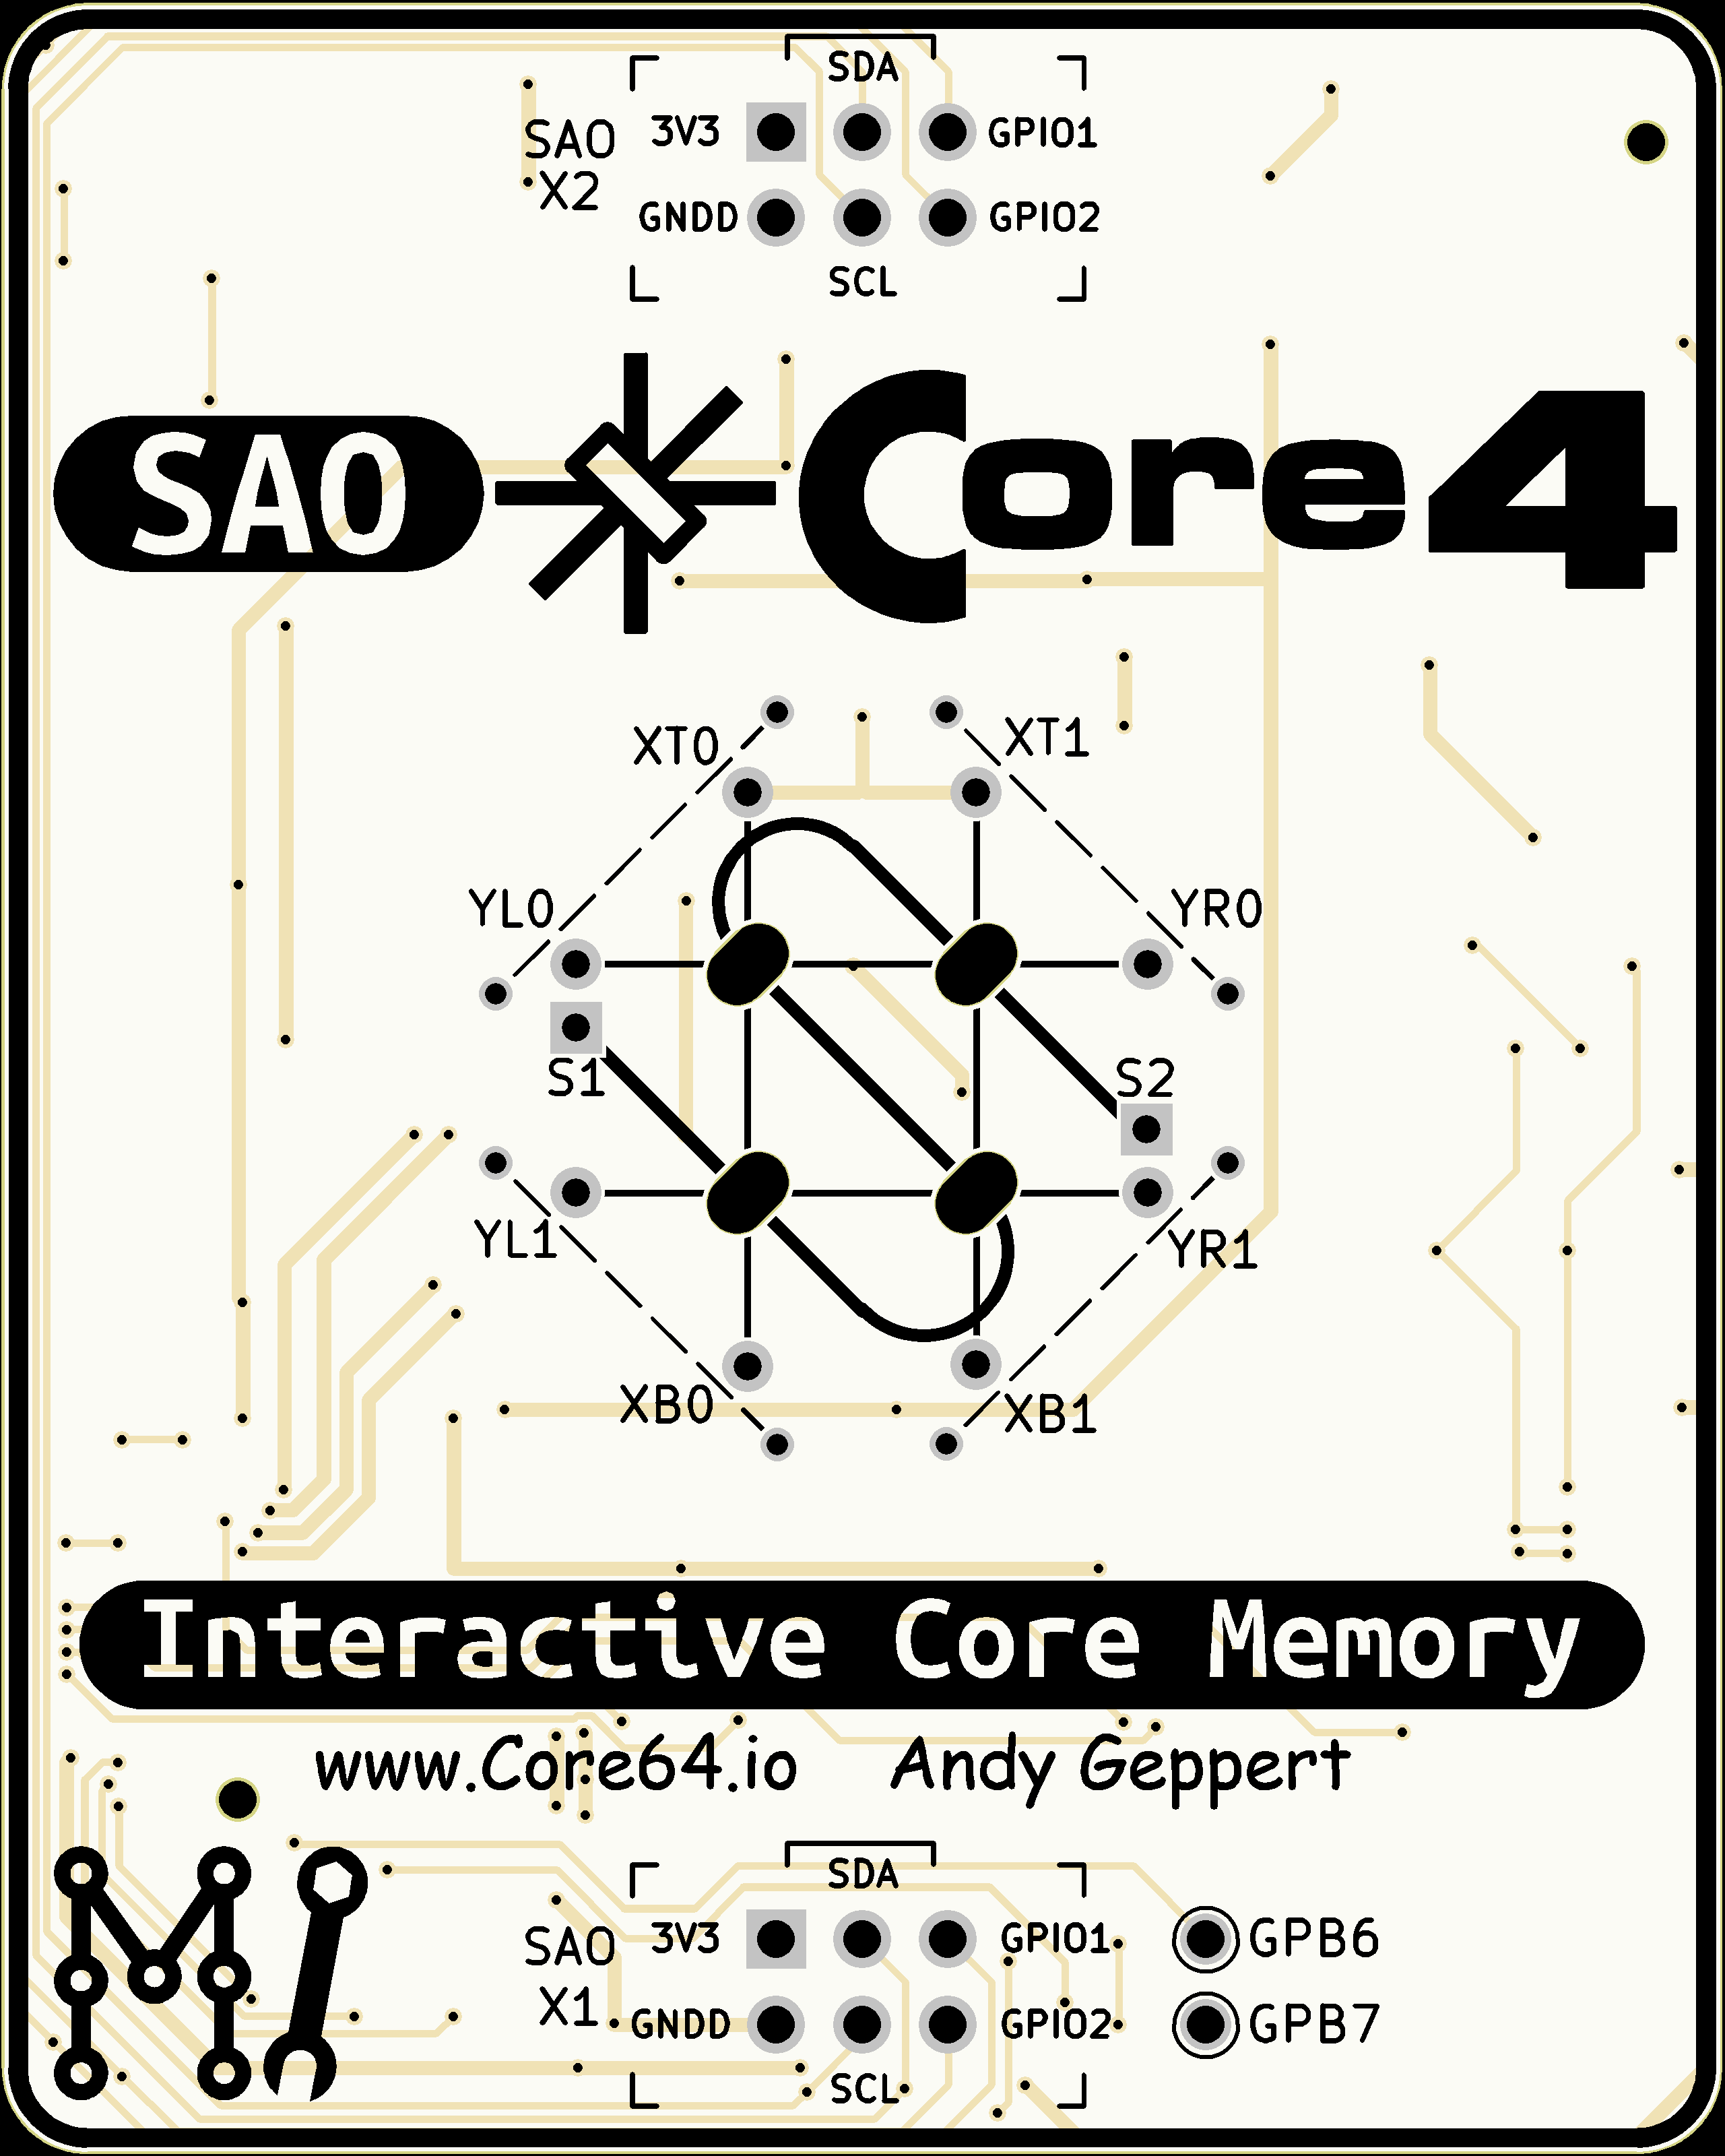 SDA
SAO 3V3 GPIO1
X2 GNDD GPIO2
SCL
SAO Core4
XT0 XT1
YL0 YR0
S1 S2
YL1 YR1
XB0 XB1
Interactive Core Memory
www.Core64.io Andy Geppert
SDA
SAO 3V3 GPIO1 GPB6
X1 GNDD GPIO2 GPB7
SCL